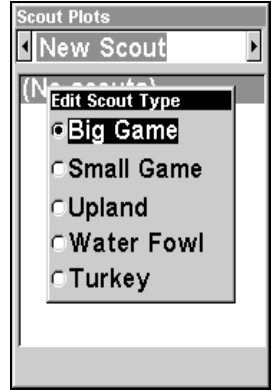 Scout Plots
New Scout
(No scouts)
Edit Scout Type
Big Game
Small Game
Upland
Water Fowl
Turkey